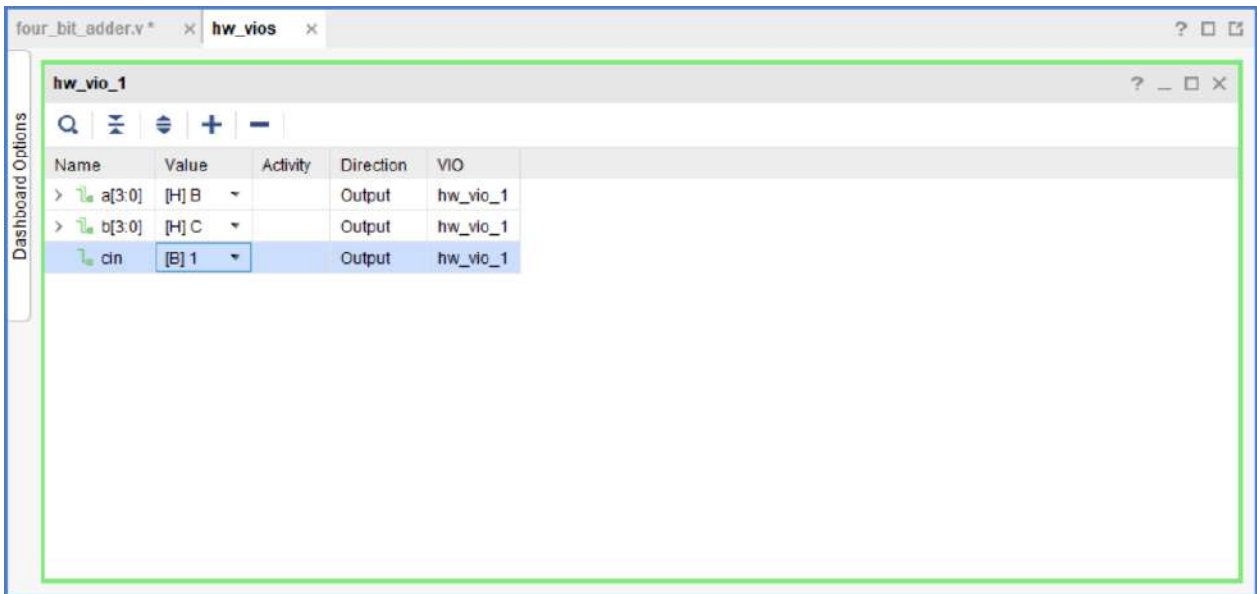 four_bit_adder.v * × hw_vios × ?
Dashboard Options
hw_vio_1 ?
Name Value Activity Direction VIO
a[3:0] [H] B Output hw_vio_1
b[3:0] [H] C Output hw_vio_1
cin [B] 1 Output hw_vio_1